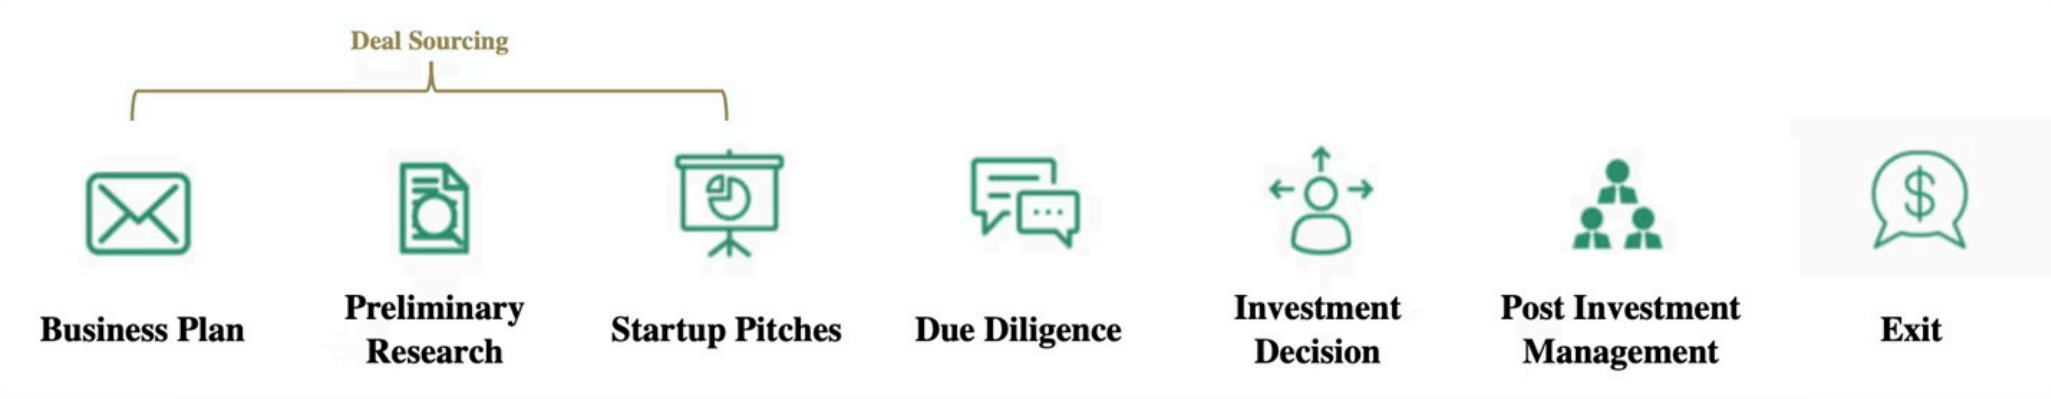 Deal Sourcing
Business Plan
Preliminary
Research
Startup Pitches
Due Diligence
Investment
Decision
Post Investment
Management
Exit